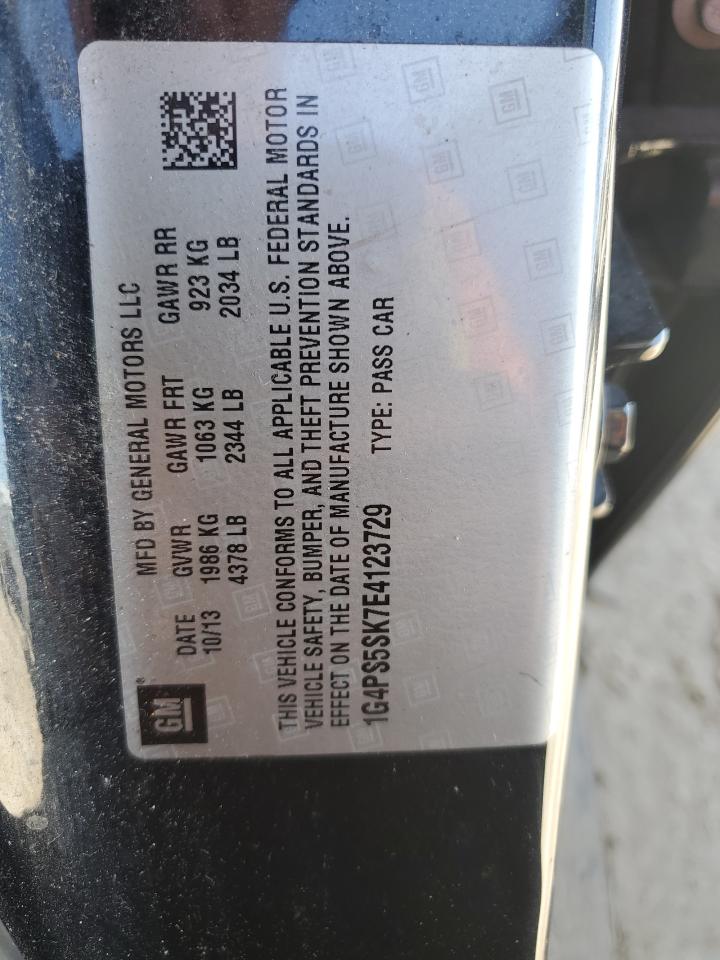 GM
MFD BY GENERAL MOTORS LLC
DATE GVWR GAWR FRT GAWR RR
10/13 1986 KG 1063 KG 923 KG
4378 LB 2344 LB 2034 LB
THIS VEHICLE CONFORMS TO ALL APPLICABLE U.S. FEDERAL MOTOR
VEHICLE SAFETY, BUMPER, AND THEFT PREVENTION STANDARDS IN
EFFECT ON THE DATE OF MANUFACTURE SHOWN ABOVE.
1G4PS5SK7E4123729 TYPE: PASS CAR